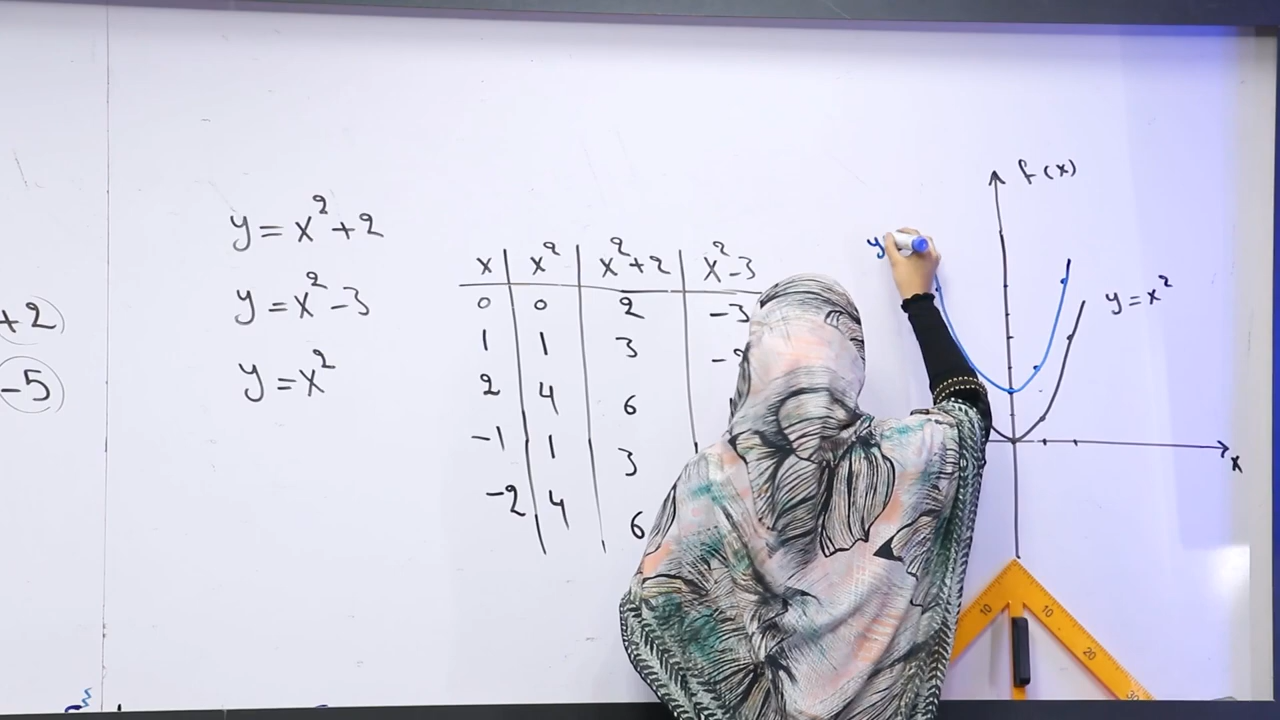 +2)
-5
y = x² + 2
y = x² - 3
y = x²
x | x² | x²+2 | x²-3
0 | 0 | 2 | -3
1 | 1 | 3 | -
2 | 4 | 6
-1 | 1 | 3
-2 | 4 | 6
y
f(x)
y = x²
x
10
10
20
30